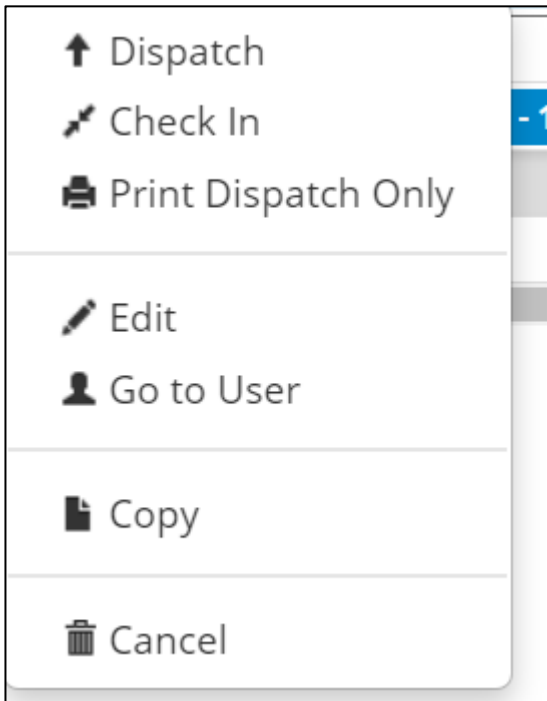 Dispatch
Check In
Print Dispatch Only
Edit
Go to User
Copy
Cancel